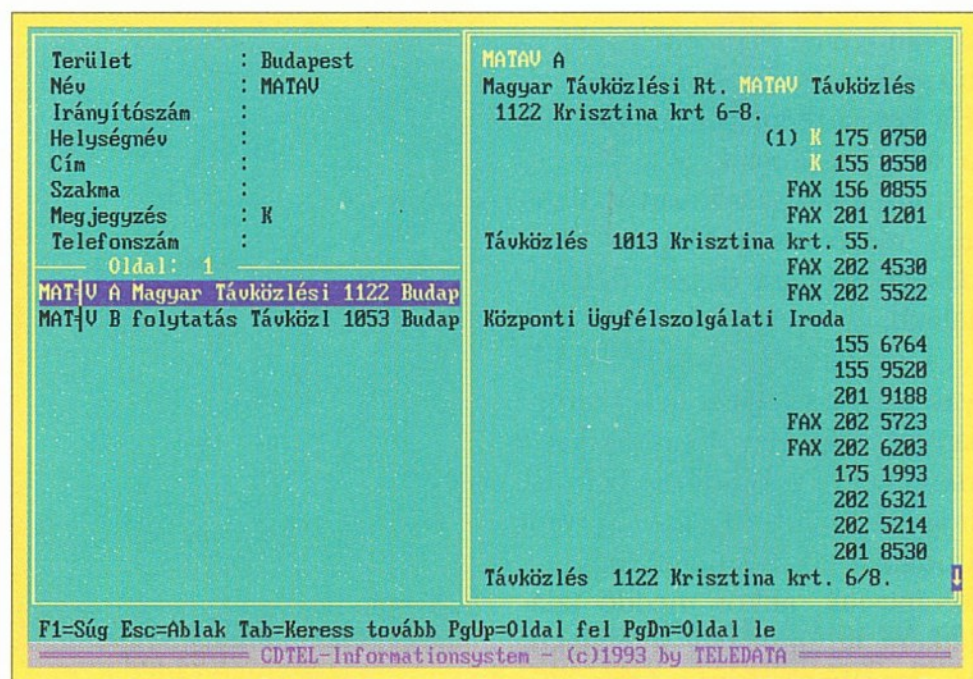 Terület : Budapest
Név : MATAV
Irányítószám :
Helységnév :
Cím :
Szakma :
Megjegyzés : K
Telefonszám :
Oldal: 1
MAT┤V A Magyar Távközlési 1122 Budap
MAT╡V B folytatás Távközl 1053 Budap
MATAV A
Magyar Távközlési Rt. MATAV Távközlés
1122 Krisztina krt 6-8.
(1) K 175 0750
K 155 0550
FAX 156 0855
FAX 201 1201
Távközlés 1013 Krisztina krt. 55.
FAX 202 4530
FAX 202 5522
Központi Ügyfélszolgálati Iroda
155 6764
155 9520
201 9188
FAX 202 5723
FAX 202 6203
175 1993
202 6321
202 5214
201 8530
Távközlés 1122 Krisztina krt. 6/8.
F1=Súg Esc=Ablak Tab=Keress tovább PgUp=Oldal fel PgDn=Oldal le
CDTEL-Informationsystem - (c)1993 by TELEDATA